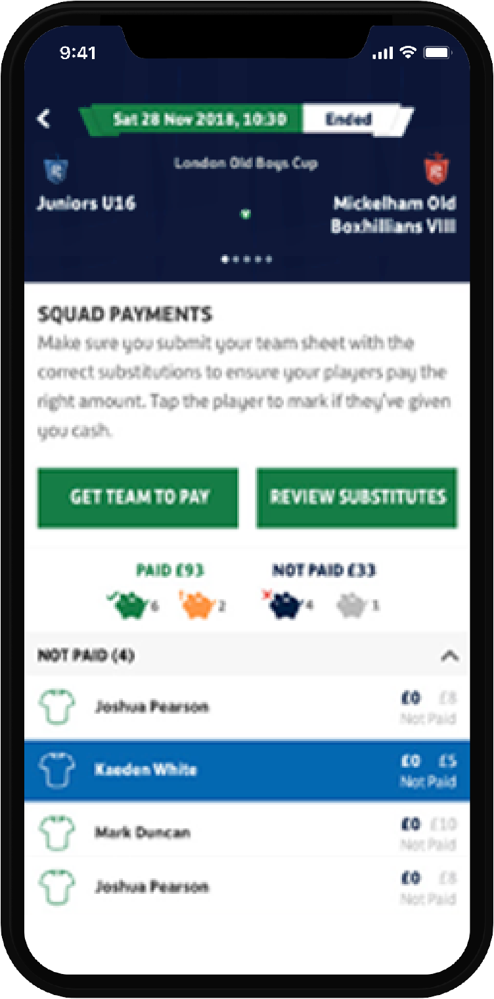 9:41
Sat 28 Nov 2018, 10:30 Ended
London Old Boys Cup
Juniors U16
Mickelham Old
Boxhillians VIII
SQUAD PAYMENTS
Make sure you submit your team sheet with the
correct substitutions to ensure your players pay the
right amount. Tap the player to mark if they've given
you cash.
GET TEAM TO PAY
REVIEW SUBSTITUTES
PAID £93
NOT PAID £33
6 2 4 1
NOT PAID (4)
Joshua Pearson £0 £8
Not Paid
Kaeden White £0 £5
Not Paid
Mark Duncan £0 £10
Not Paid
Joshua Pearson £0 £8
Not Paid